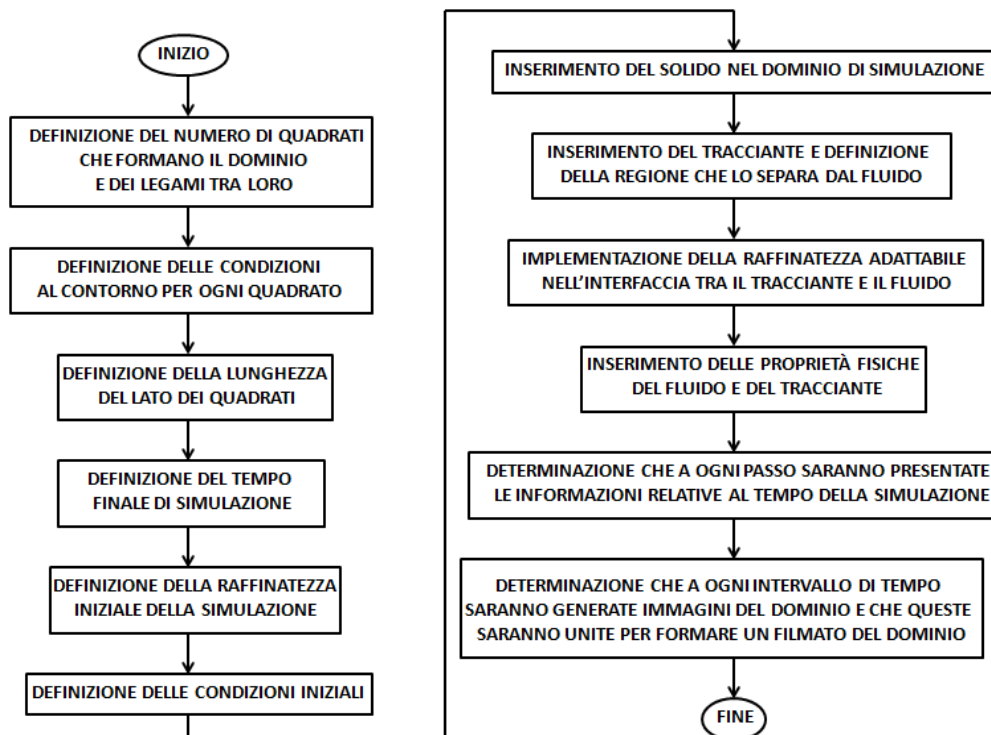 INIZIO
DEFINIZIONE DEL NUMERO DI QUADRATI
CHE FORMANO IL DOMINIO
E DEI LEGAMI TRA LORO
DEFINIZIONE DELLE CONDIZIONI
AL CONTORNO PER OGNI QUADRATO
DEFINIZIONE DELLA LUNGHEZZA
DEL LATO DEI QUADRATI
DEFINIZIONE DEL TEMPO
FINALE DI SIMULAZIONE
DEFINIZIONE DELLA RAFFINATEZZA
INIZIALE DELLA SIMULAZIONE
DEFINIZIONE DELLE CONDIZIONI INIZIALI
INSERIMENTO DEL SOLIDO NEL DOMINIO DI SIMULAZIONE
INSERIMENTO DEL TRACCIANTE E DEFINIZIONE
DELLA REGIONE CHE LO SEPARA DAL FLUIDO
IMPLEMENTAZIONE DELLA RAFFINATEZZA ADATTABILE
NELL'INTERFACCIA TRA IL TRACCIANTE E IL FLUIDO
INSERIMENTO DELLE PROPRIETÀ FISICHE
DEL FLUIDO E DEL TRACCIANTE
DETERMINAZIONE CHE A OGNI PASSO SARANNO PRESENTATE
LE INFORMAZIONI RELATIVE AL TEMPO DELLA SIMULAZIONE
DETERMINAZIONE CHE A OGNI INTERVALLO DI TEMPO
SARANNO GENERATE IMMAGINI DEL DOMINIO E CHE QUESTE
SARANNO UNITE PER FORMARE UN FILMATO DEL DOMINIO
FINE